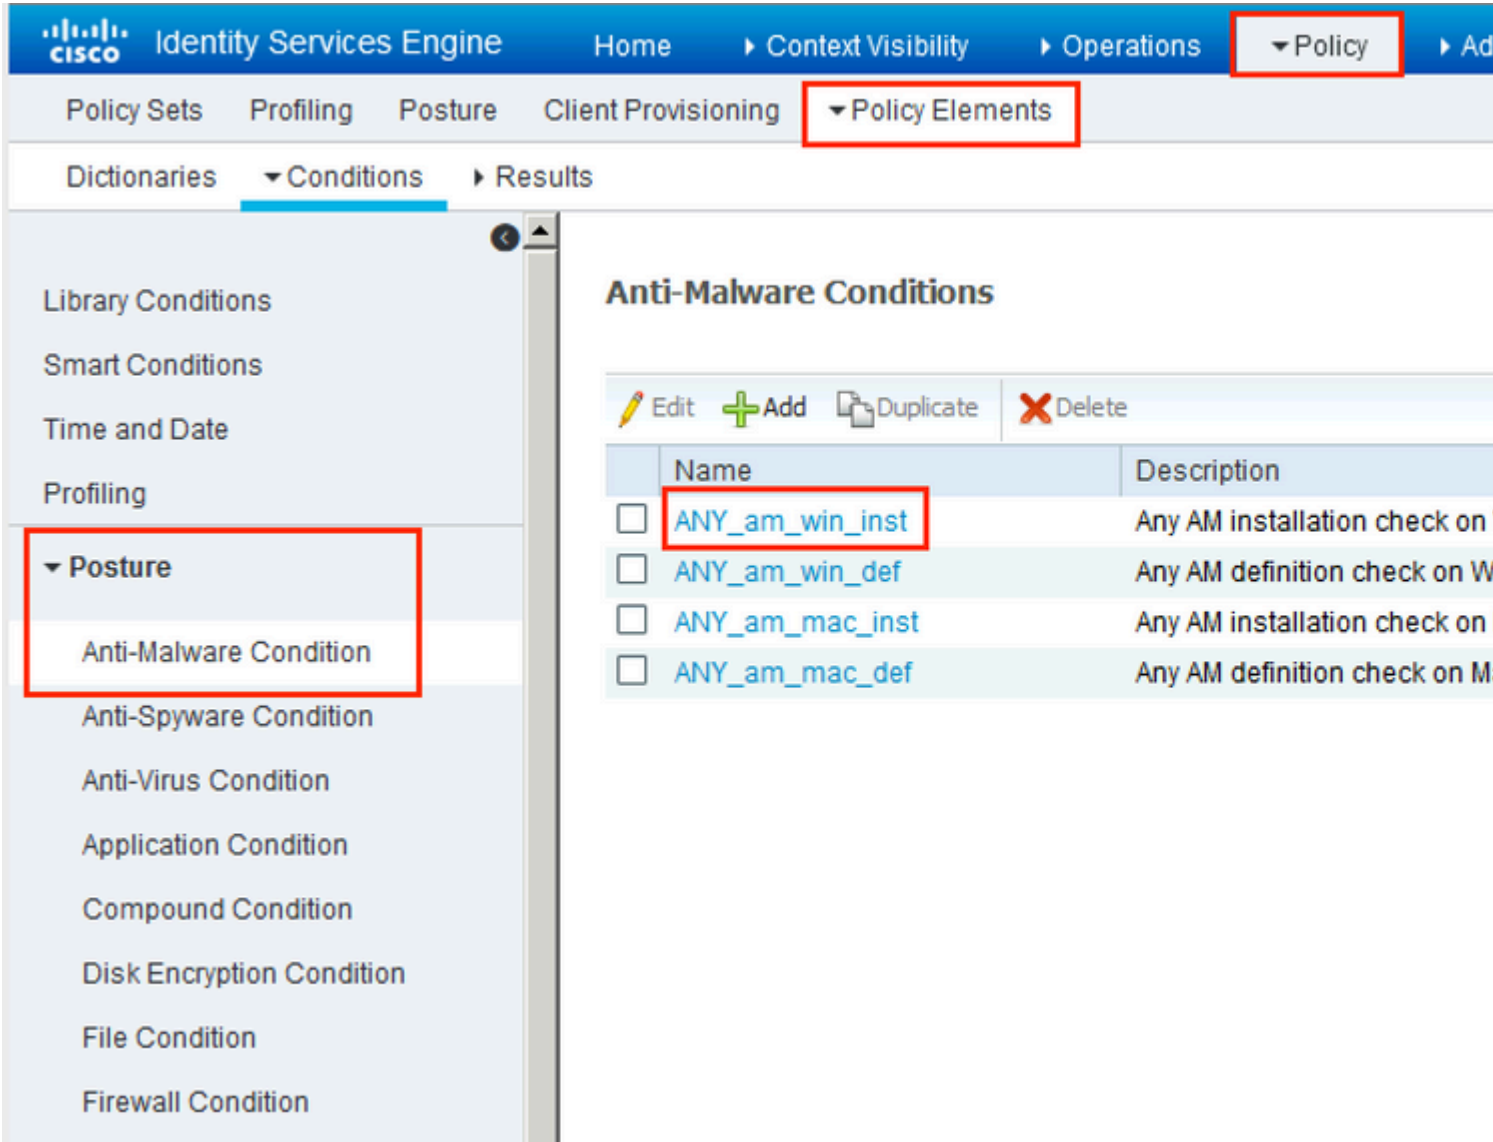 cisco Identity Services Engine Home Context Visibility Operations Policy Ad
Policy Sets Profiling Posture Client Provisioning Policy Elements
Dictionaries Conditions Results
Library Conditions
Smart Conditions
Time and Date
Profiling
Posture
Anti-Malware Condition
Anti-Spyware Condition
Anti-Virus Condition
Application Condition
Compound Condition
Disk Encryption Condition
File Condition
Firewall Condition
Anti-Malware Conditions
Edit Add Duplicate Delete
Name Description
ANY_am_win_inst Any AM installation check on
ANY_am_win_def Any AM definition check on W
ANY_am_mac_inst Any AM installation check on
ANY_am_mac_def Any AM definition check on M